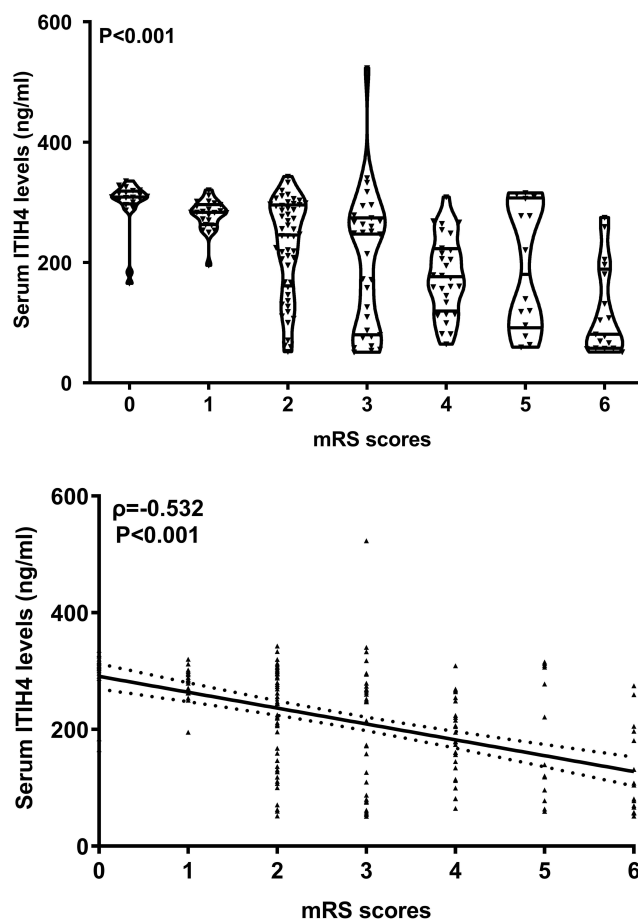 600
P<0.001
400
200
0
Serum ITIH4 levels (ng/ml)
0 1 2 3 4 5 6
mRS scores
600
ρ=-0.532
P<0.001
400
200
0
Serum ITIH4 levels (ng/ml)
0 1 2 3 4 5 6
mRS scores